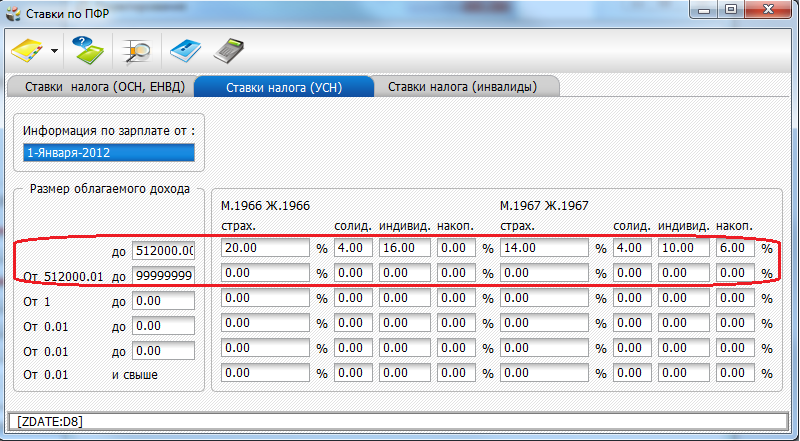 Ставки по ПФР
Ставки налога (ОСН, ЕНВД) Ставки налога (УСН) Ставки налога (инвалиды)
Информация по зарплате от :
1-Января-2012
Размер облагаемого дохода
М.1966 Ж.1966 М.1967 Ж.1967
страх. солид. индивид. накоп. страх. солид. индивид. накоп.
до 512000.00 20.00 % 4.00 16.00 0.00 % 14.00 % 4.00 10.00 6.00 %
От 512000.01 до 99999999 0.00 % 0.00 0.00 0.00 % 0.00 % 0.00 0.00 0.00 %
От 1 до 0.00 0.00 % 0.00 0.00 0.00 % 0.00 % 0.00 0.00 0.00 %
От 0.01 до 0.00 0.00 % 0.00 0.00 0.00 % 0.00 % 0.00 0.00 0.00 %
От 0.01 до 0.00 0.00 % 0.00 0.00 0.00 % 0.00 % 0.00 0.00 0.00 %
От 0.01 и свыше 0.00 % 0.00 0.00 0.00 % 0.00 % 0.00 0.00 0.00 %
[ZDATE:D8]